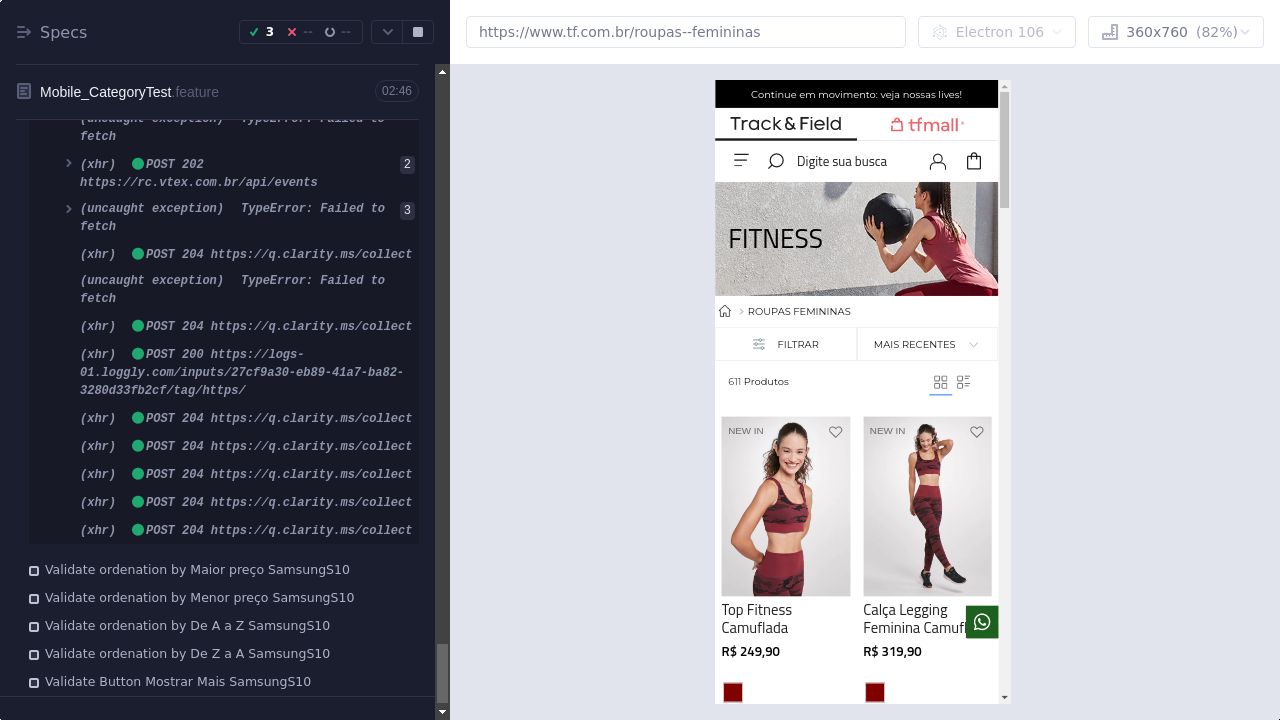 Specs
3
--
--
https://www.tf.com.br/roupas--femininas
Electron 106
360x760 (82%)
Mobile_CategoryTest.feature
02:46
(uncaught exception) TypeError: Failed to
fetch
(xhr) POST 202
https://rc.vtex.com.br/api/events
2
(uncaught exception) TypeError: Failed to
fetch
3
(xhr) POST 204 https://q.clarity.ms/collect
(uncaught exception) TypeError: Failed to
fetch
(xhr) POST 204 https://q.clarity.ms/collect
(xhr) POST 200 https://logs-
01.loggly.com/inputs/27cf9a30-eb89-41a7-ba82-
3280d33fb2cf/tag/https/
(xhr) POST 204 https://q.clarity.ms/collect
(xhr) POST 204 https://q.clarity.ms/collect
(xhr) POST 204 https://q.clarity.ms/collect
(xhr) POST 204 https://q.clarity.ms/collect
(xhr) POST 204 https://q.clarity.ms/collect
Validate ordenation by Maior preço SamsungS10
Validate ordenation by Menor preço SamsungS10
Validate ordenation by De A a Z SamsungS10
Validate ordenation by De Z a A SamsungS10
Validate Button Mostrar Mais SamsungS10
Continue em movimento: veja nossas lives!
Track&Field
tfmall
Digite sua busca
FITNESS
ROUPAS FEMININAS
FILTRAR
MAIS RECENTES
611 Produtos
NEW IN
NEW IN
Top Fitness
Camuflada
R$ 249,90
Calça Legging
Feminina Camufl
R$ 319,90